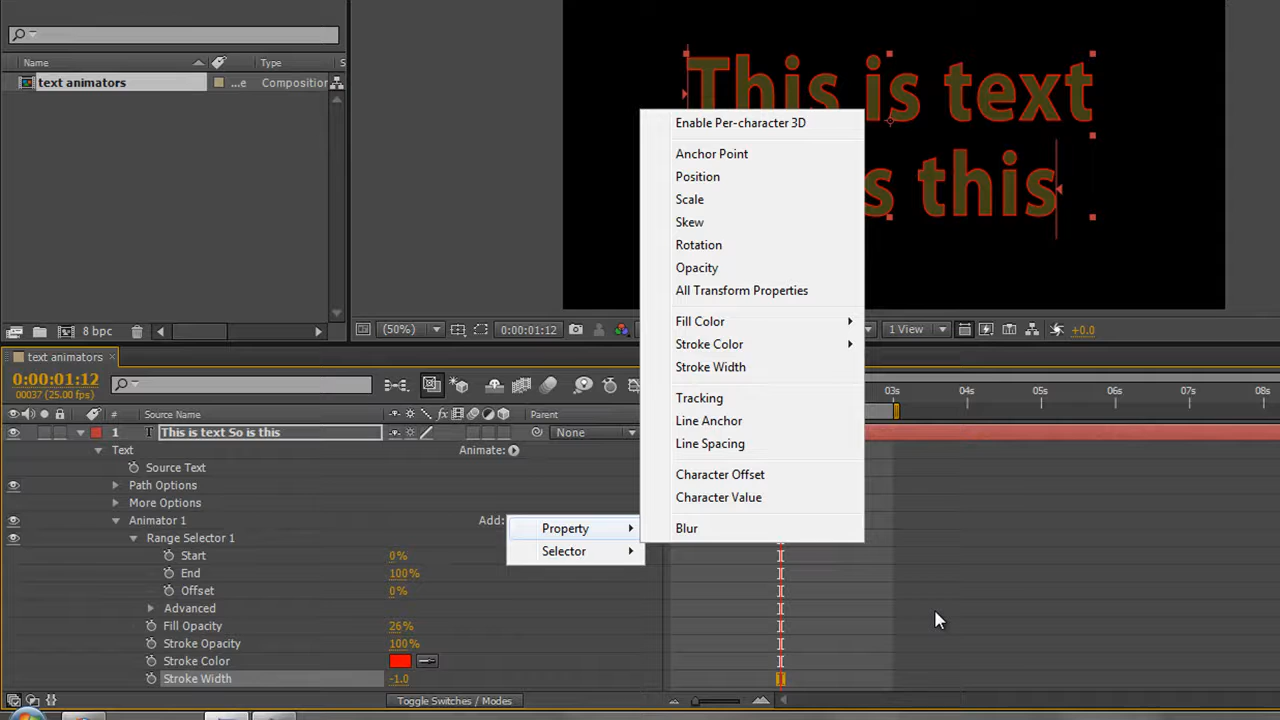 Name Type S
text animators ...e Composition
8 bpc
This is text
s this
(50%) 0:00:01:12 1 View +0.0
Enable Per-character 3D
Anchor Point
Position
Scale
Skew
Rotation
Opacity
All Transform Properties
Fill Color
Stroke Color
Stroke Width
Tracking
Line Anchor
Line Spacing
Character Offset
Character Value
Blur
Property
Selector
text animators
0:00:01:12
00037 (25.00 fps)
03s 04s 05s 06s 07s 08s
# Source Name Parent
1 T This is text So is this None
Text Animate:
Source Text
Path Options
More Options
Animator 1 Add:
Range Selector 1
Start 0%
End 100%
Offset 0%
Advanced
Fill Opacity 26%
Stroke Opacity 100%
Stroke Color
Stroke Width -1.0
Toggle Switches / Modes